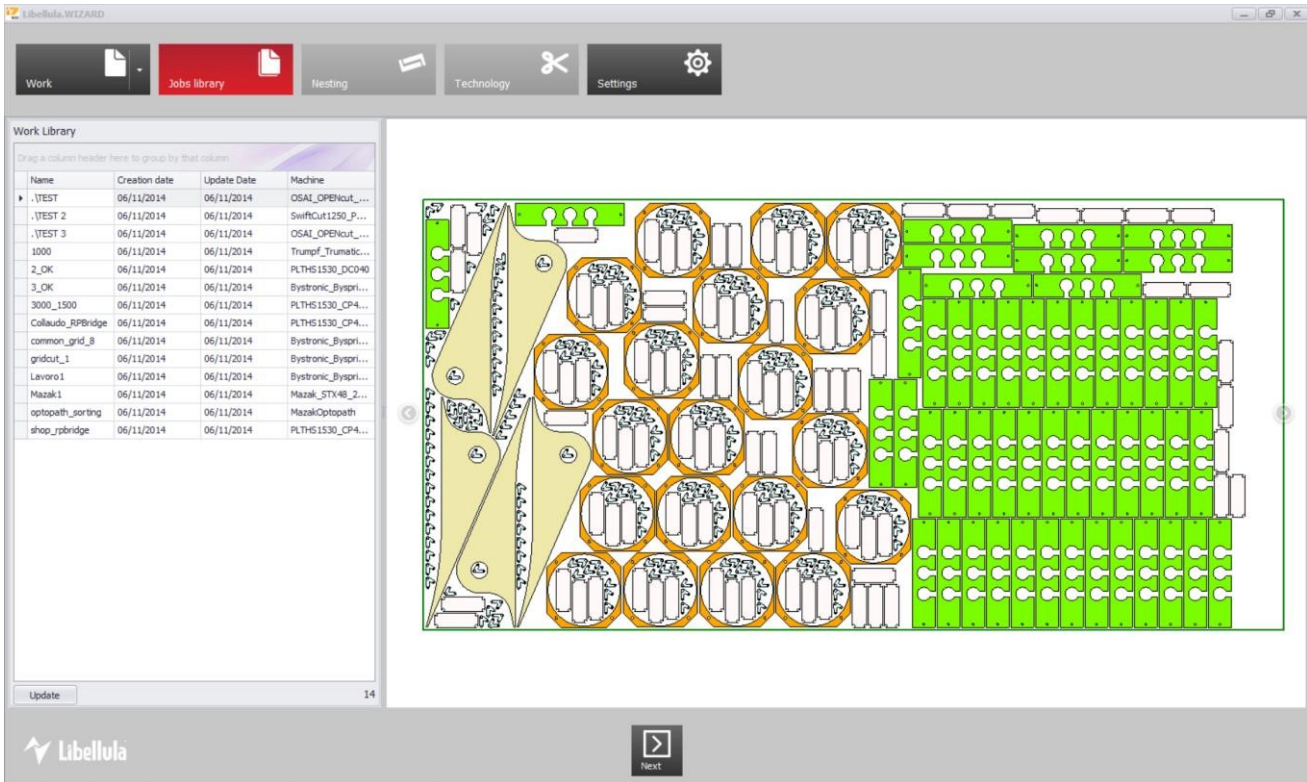 Libellula.WIZARD
Work
Jobs library
Nesting
Technology
Settings
Work Library
Drag a column header here to group by that column
Name Creation date Update Date Machine
.\TEST 06/11/2014 06/11/2014 OSAI_OPENcut_...
.\TEST 2 06/11/2014 06/11/2014 SwiftCut1250_P...
.\TEST 3 06/11/2014 06/11/2014 OSAI_OPENcut_...
1000 06/11/2014 06/11/2014 Trumpf_Trumatic...
2_OK 06/11/2014 06/11/2014 PLTHS1530_DC040
3_OK 06/11/2014 06/11/2014 Bystronic_Byspri...
3000_1500 06/11/2014 06/11/2014 PLTHS1530_CP4...
Collaudo_RPBridge 06/11/2014 06/11/2014 PLTHS1530_CP4...
common_grid_8 06/11/2014 06/11/2014 Bystronic_Byspri...
gridcut_1 06/11/2014 06/11/2014 Bystronic_Byspri...
Lavoro1 06/11/2014 06/11/2014 Bystronic_Byspri...
Mazak1 06/11/2014 06/11/2014 Mazak_STX48_2...
optopath_sorting 06/11/2014 06/11/2014 MazakOptopath
shop_rpbridge 06/11/2014 06/11/2014 PLTHS1530_CP4...
Update 14
Libellula
Next